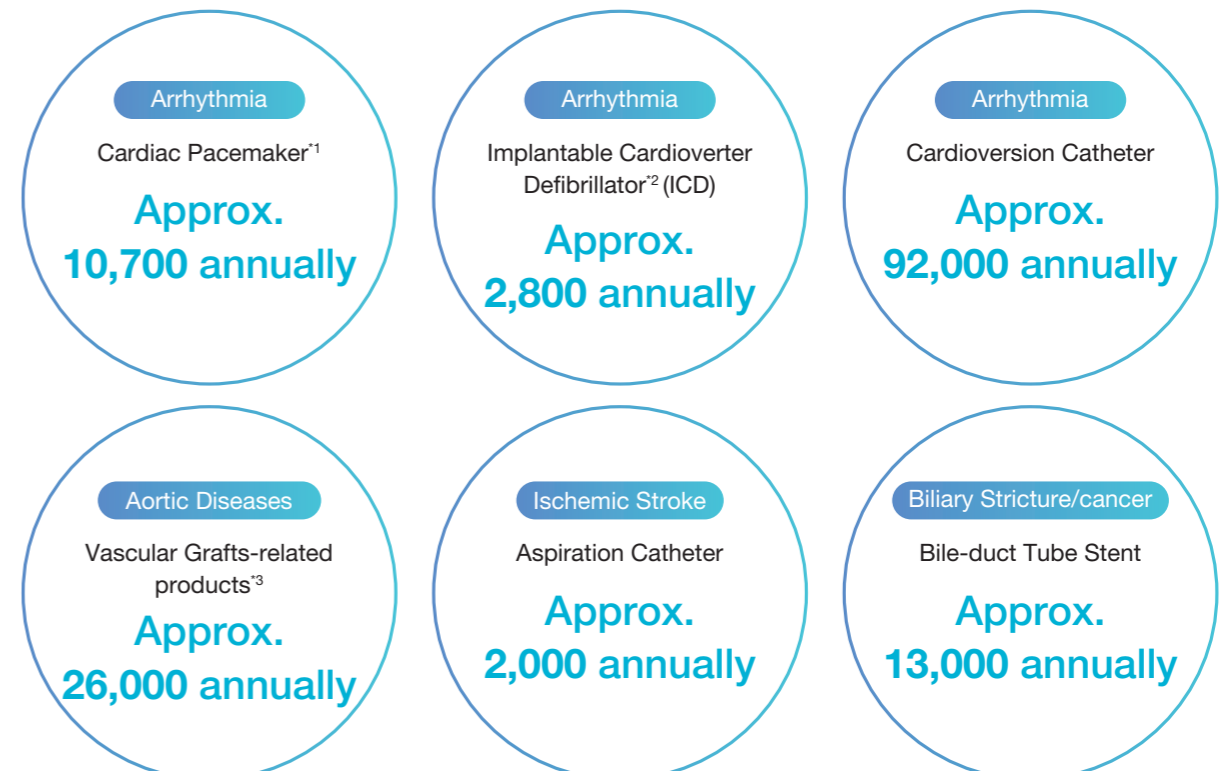 Arrhythmia
Cardiac Pacemaker*1
Approx.
10,700 annually
Arrhythmia
Implantable Cardioverter
Defibrillator*2 (ICD)
Approx.
2,800 annually
Arrhythmia
Cardioversion Catheter
Approx.
92,000 annually
Aortic Diseases
Vascular Grafts-related
products*3
Approx.
26,000 annually
Ischemic Stroke
Aspiration Catheter
Approx.
2,000 annually
Biliary Stricture/cancer
Bile-duct Tube Stent
Approx.
13,000 annually